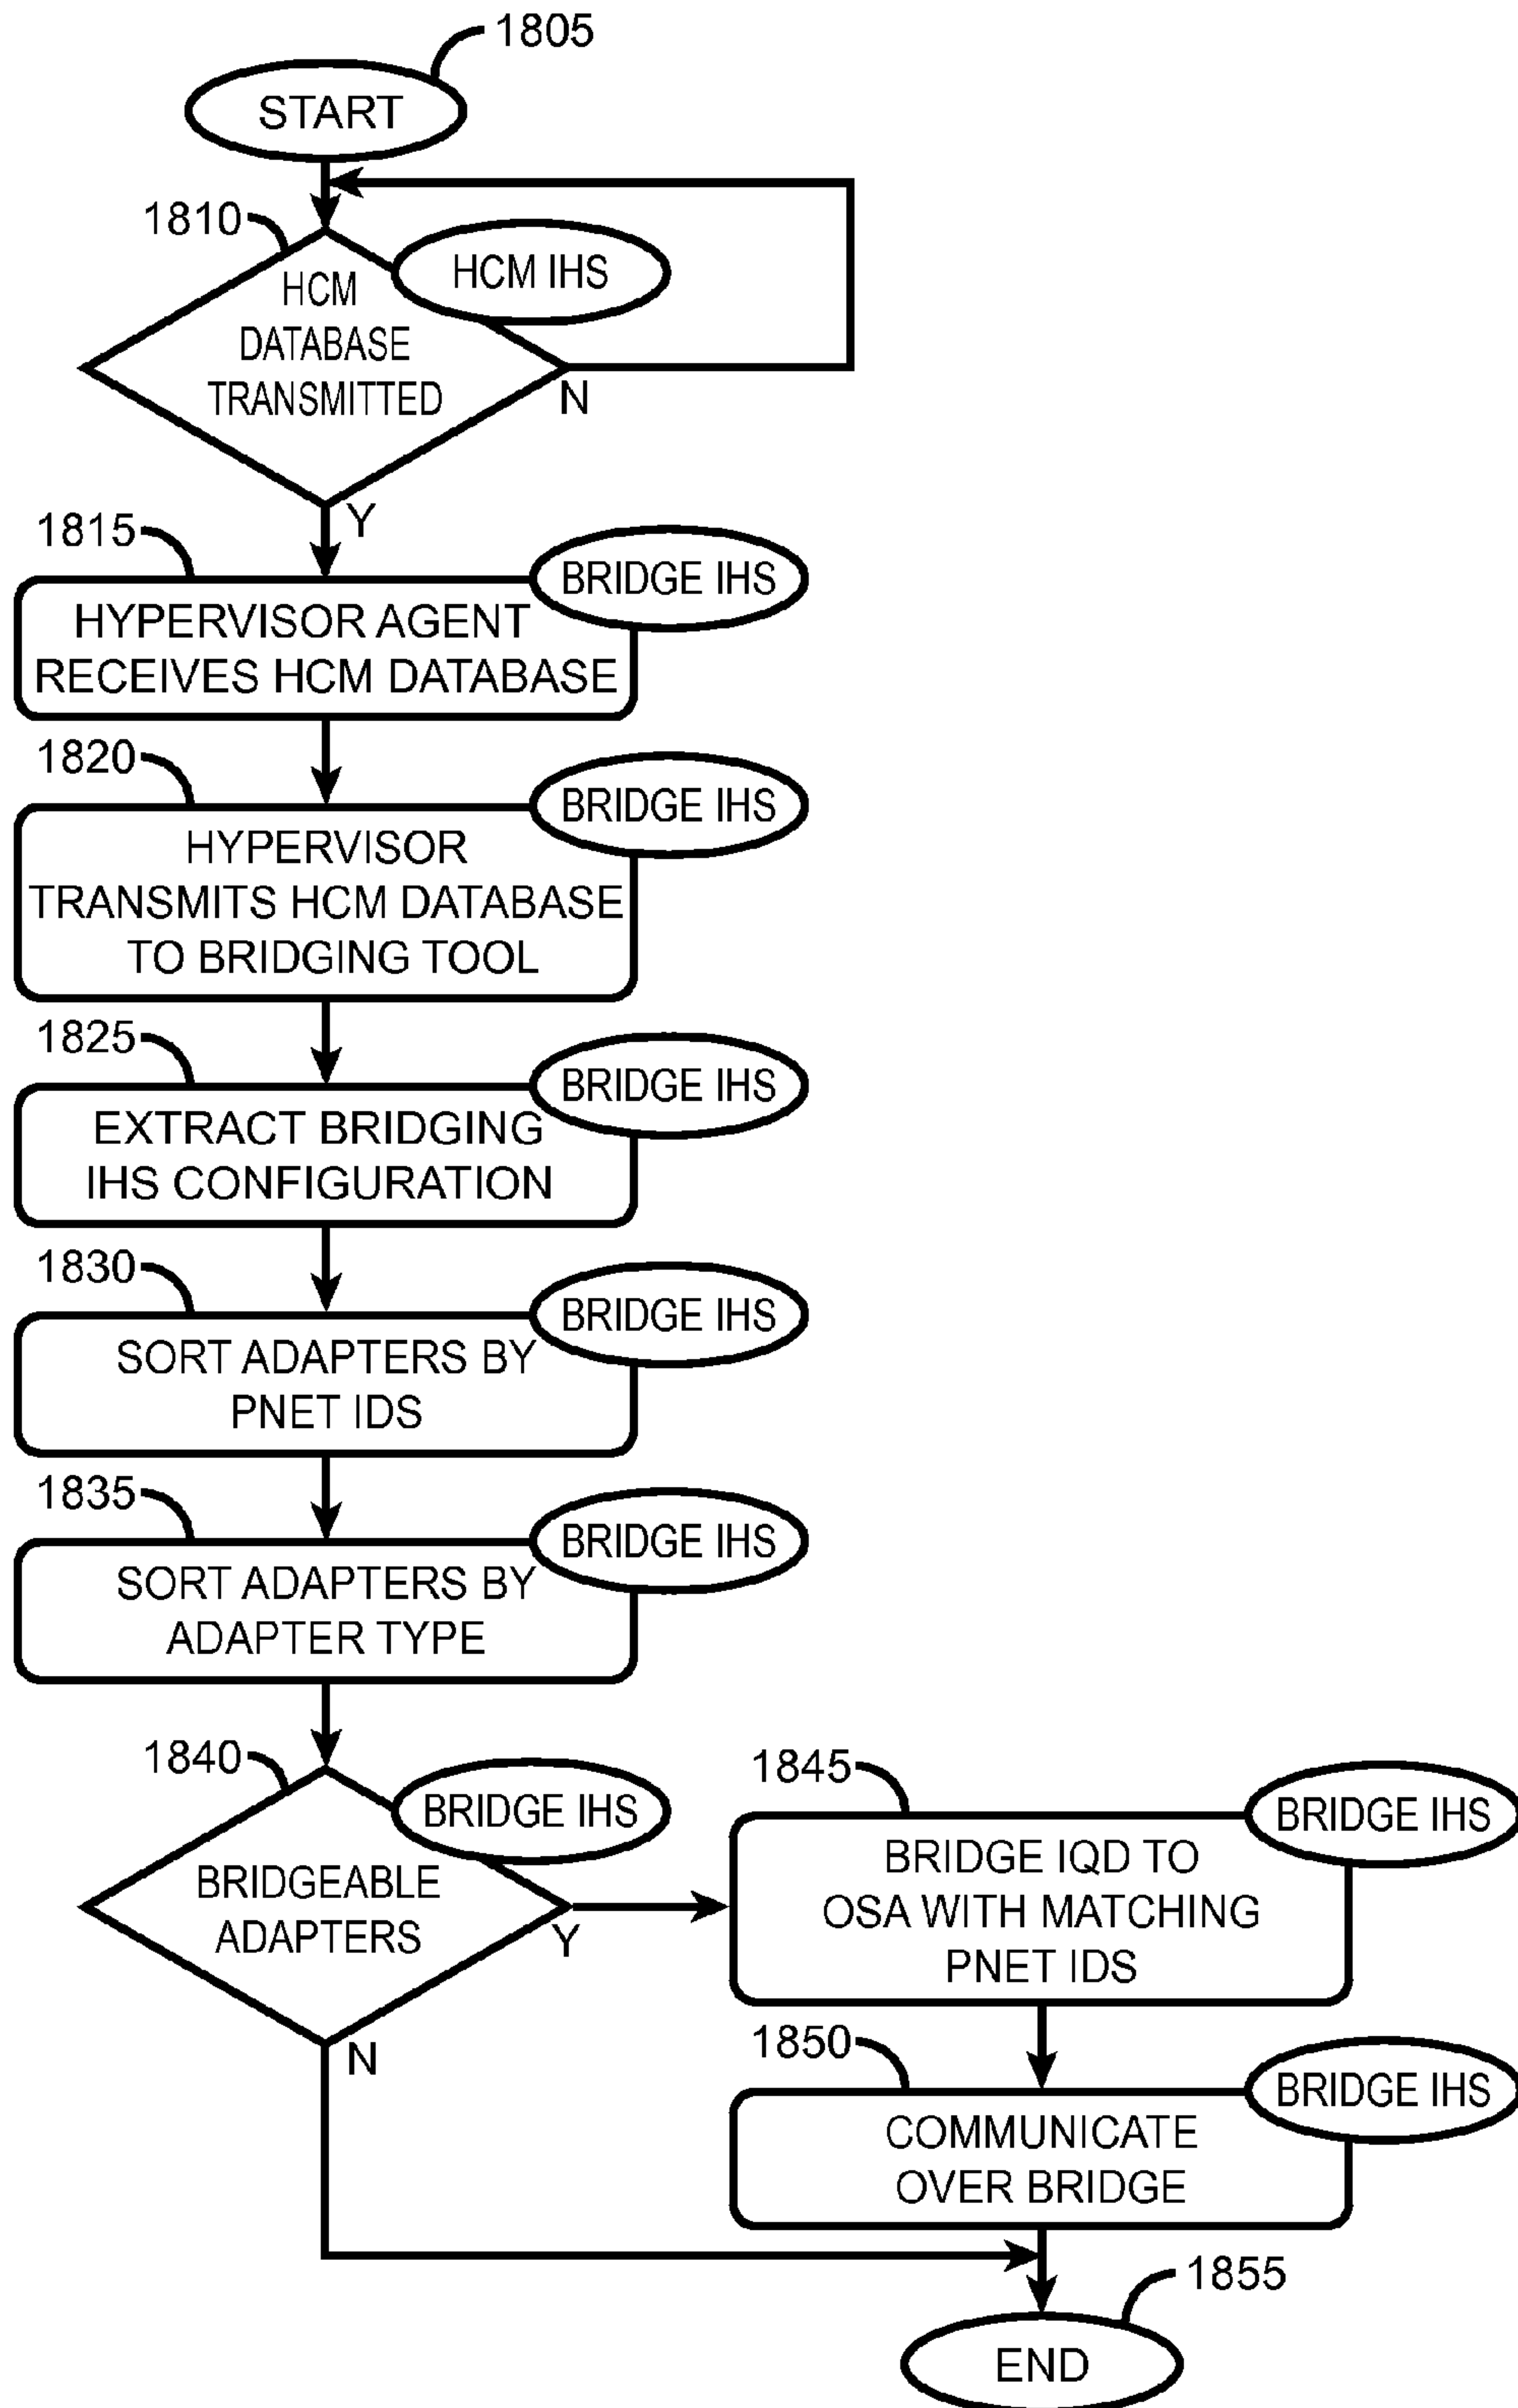 1805
START
1810
HCM IHS
HCM
DATABASE
TRANSMITTED
N
Y
1815
BRIDGE IHS
HYPERVISOR AGENT
RECEIVES HCM DATABASE
1820
BRIDGE IHS
HYPERVISOR
TRANSMITS HCM DATABASE
TO BRIDGING TOOL
1825
BRIDGE IHS
EXTRACT BRIDGING
IHS CONFIGURATION
1830
BRIDGE IHS
SORT ADAPTERS BY
PNET IDS
1835
BRIDGE IHS
SORT ADAPTERS BY
ADAPTER TYPE
1840
BRIDGE IHS
BRIDGEABLE
ADAPTERS
Y
N
1845
BRIDGE IHS
BRIDGE IQD TO
OSA WITH MATCHING
PNET IDS
1850
BRIDGE IHS
COMMUNICATE
OVER BRIDGE
1855
END